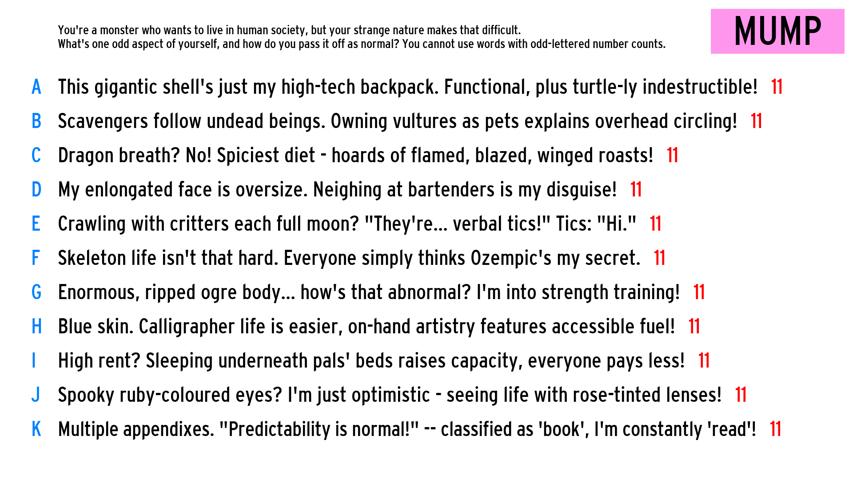 You're a monster who wants to live in human society, but your strange nature makes that difficult.
What's one odd aspect of yourself, and how do you pass it off as normal? You cannot use words with odd-lettered number counts.
MUMP
A This gigantic shell's just my high-tech backpack. Functional, plus turtle-ly indestructible! 11
B Scavengers follow undead beings. Owning vultures as pets explains overhead circling! 11
C Dragon breath? No! Spiciest diet - hoards of flamed, blazed, winged roasts! 11
D My enlongated face is oversize. Neighing at bartenders is my disguise! 11
E Crawling with critters each full moon? "They're... verbal tics!" Tics: "Hi." 11
F Skeleton life isn't that hard. Everyone simply thinks Ozempic's my secret. 11
G Enormous, ripped ogre body... how's that abnormal? I'm into strength training! 11
H Blue skin. Calligrapher life is easier, on-hand artistry features accessible fuel! 11
I High rent? Sleeping underneath pals' beds raises capacity, everyone pays less! 11
J Spooky ruby-coloured eyes? I'm just optimistic - seeing life with rose-tinted lenses! 11
K Multiple appendixes. "Predictability is normal!" -- classified as 'book', I'm constantly 'read'! 11